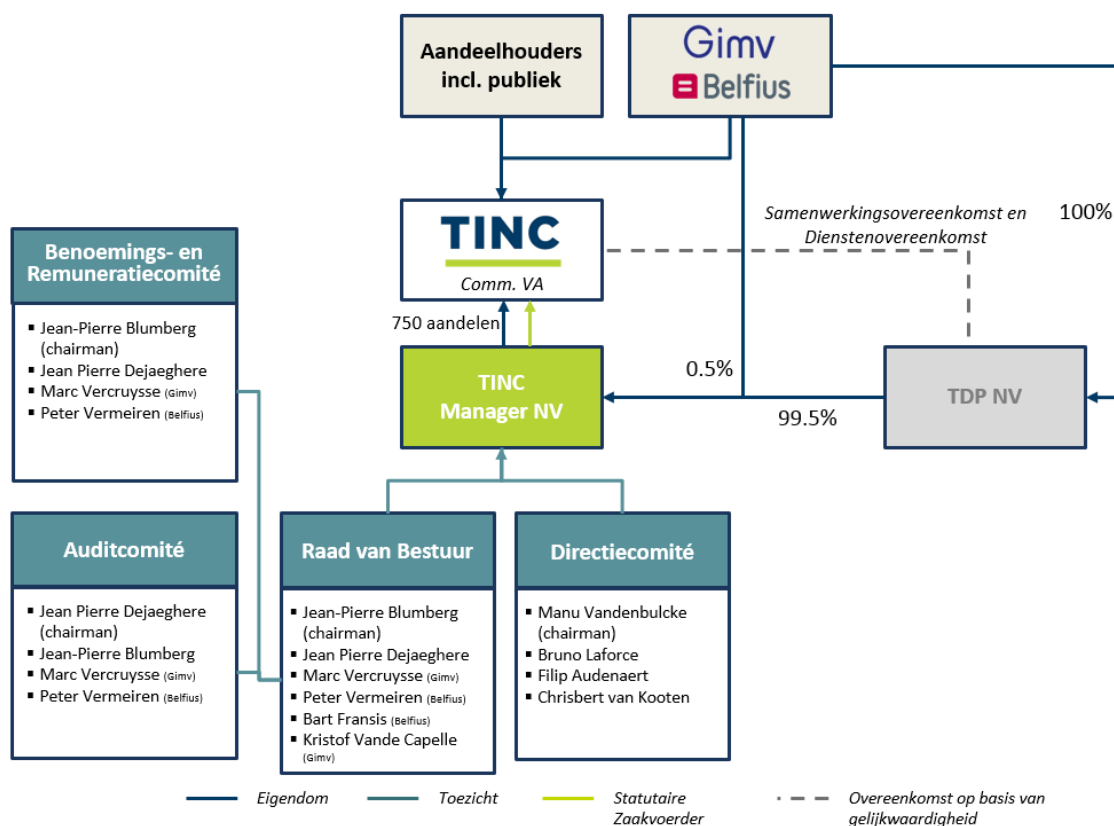 Aandeelhouders
incl. publiek
Gimv
Belfius
TINC
Comm. VA
Samenwerkingsovereenkomst en
Dienstenovereenkomst
100%
750 aandelen
TINC
Manager NV
0.5%
99.5%
TDP NV
Benoemings- en
Remuneratiecomité
▪ Jean-Pierre Blumberg
(chairman)
▪ Jean Pierre Dejaeghere
▪ Marc Vercruysse (Gimv)
▪ Peter Vermeiren (Belfius)
Auditcomité
▪ Jean Pierre Dejaeghere
(chairman)
▪ Jean-Pierre Blumberg
▪ Marc Vercruysse (Gimv)
▪ Peter Vermeiren (Belfius)
Raad van Bestuur
▪ Jean-Pierre Blumberg
(chairman)
▪ Jean Pierre Dejaeghere
▪ Marc Vercruysse (Gimv)
▪ Peter Vermeiren (Belfius)
▪ Bart Fransis (Belfius)
▪ Kristof Vande Capelle
(Gimv)
Directiecomité
▪ Manu Vandenbulcke
(chairman)
▪ Bruno Laforce
▪ Filip Audenaert
▪ Chrisbert van Kooten
Eigendom
Toezicht
Statutaire
Zaakvoerder
Overeenkomst op basis van
gelijkwaardigheid